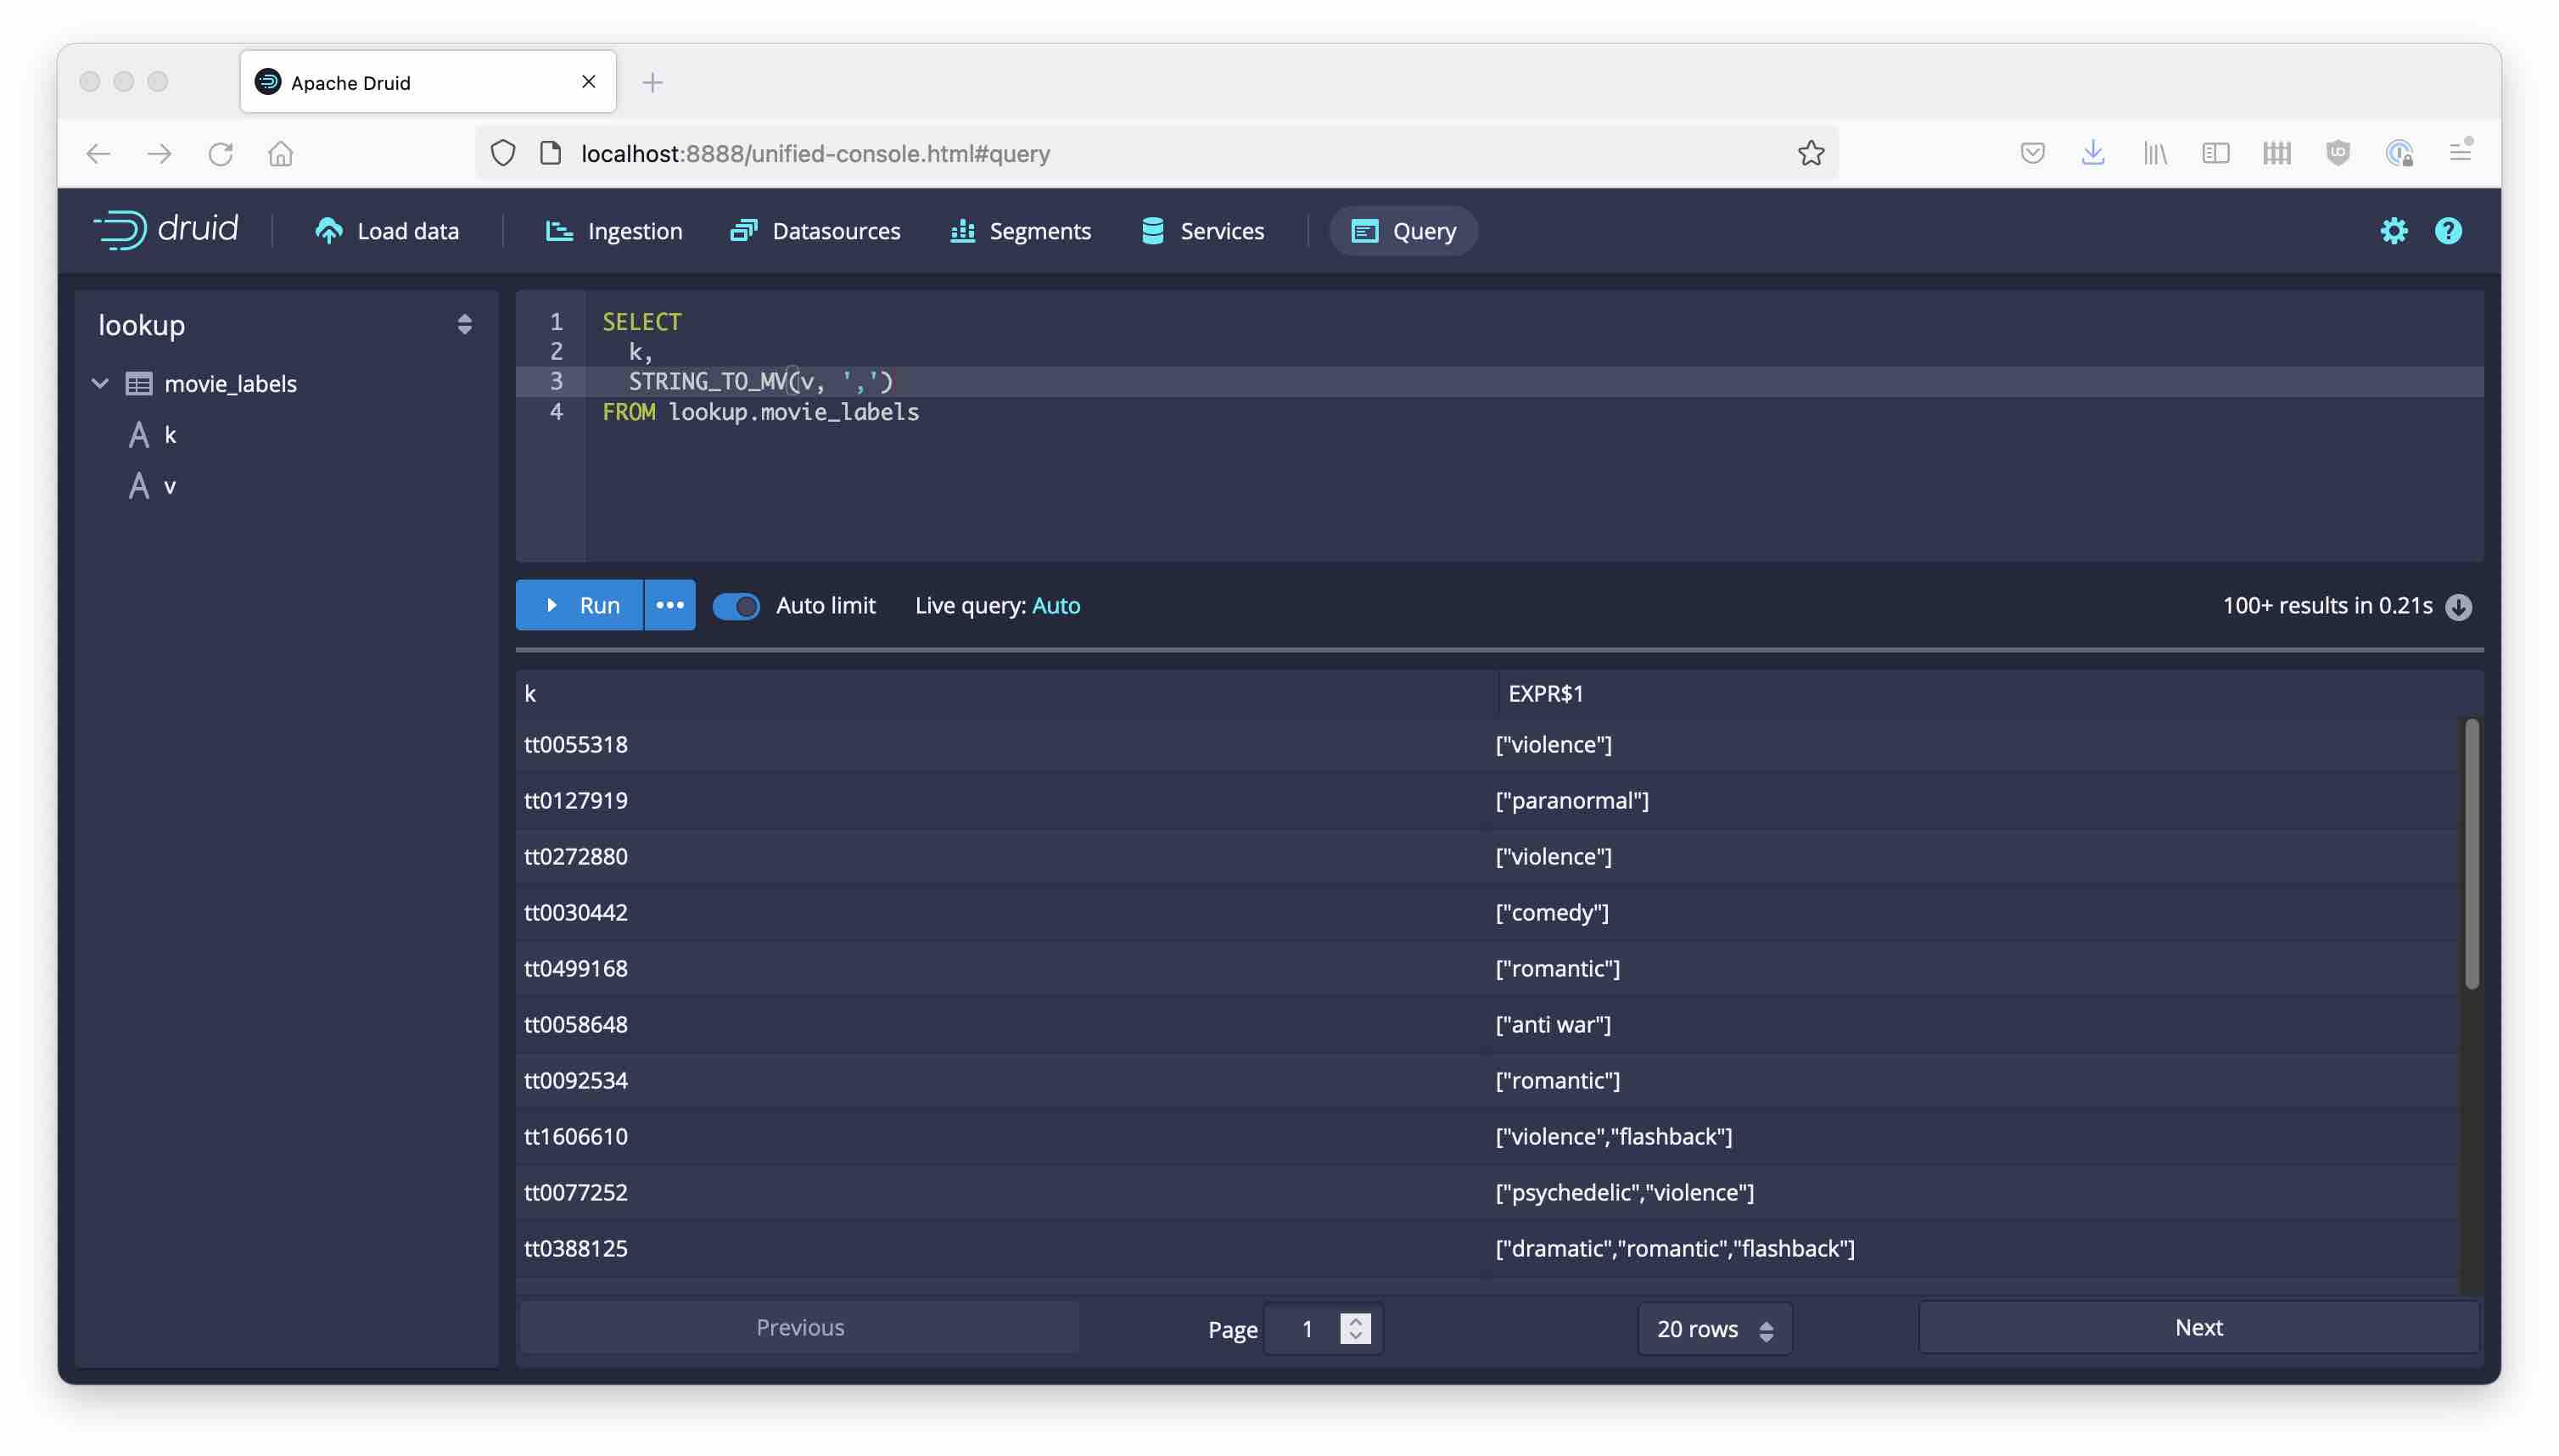 Apache Druid
localhost:8888/unified-console.html#query
druid Load data Ingestion Datasources Segments Services Query
lookup
movie_labels
k
v
1 SELECT
2 k,
3 STRING_TO_MV(v, ',')
4 FROM lookup.movie_labels
Run Auto limit Live query: Auto 100+ results in 0.21s
k EXPR$1
tt0055318 ["violence"]
tt0127919 ["paranormal"]
tt0272880 ["violence"]
tt0030442 ["comedy"]
tt0499168 ["romantic"]
tt0058648 ["anti war"]
tt0092534 ["romantic"]
tt1606610 ["violence","flashback"]
tt0077252 ["psychedelic","violence"]
tt0388125 ["dramatic","romantic","flashback"]
Previous Page 1 20 rows Next